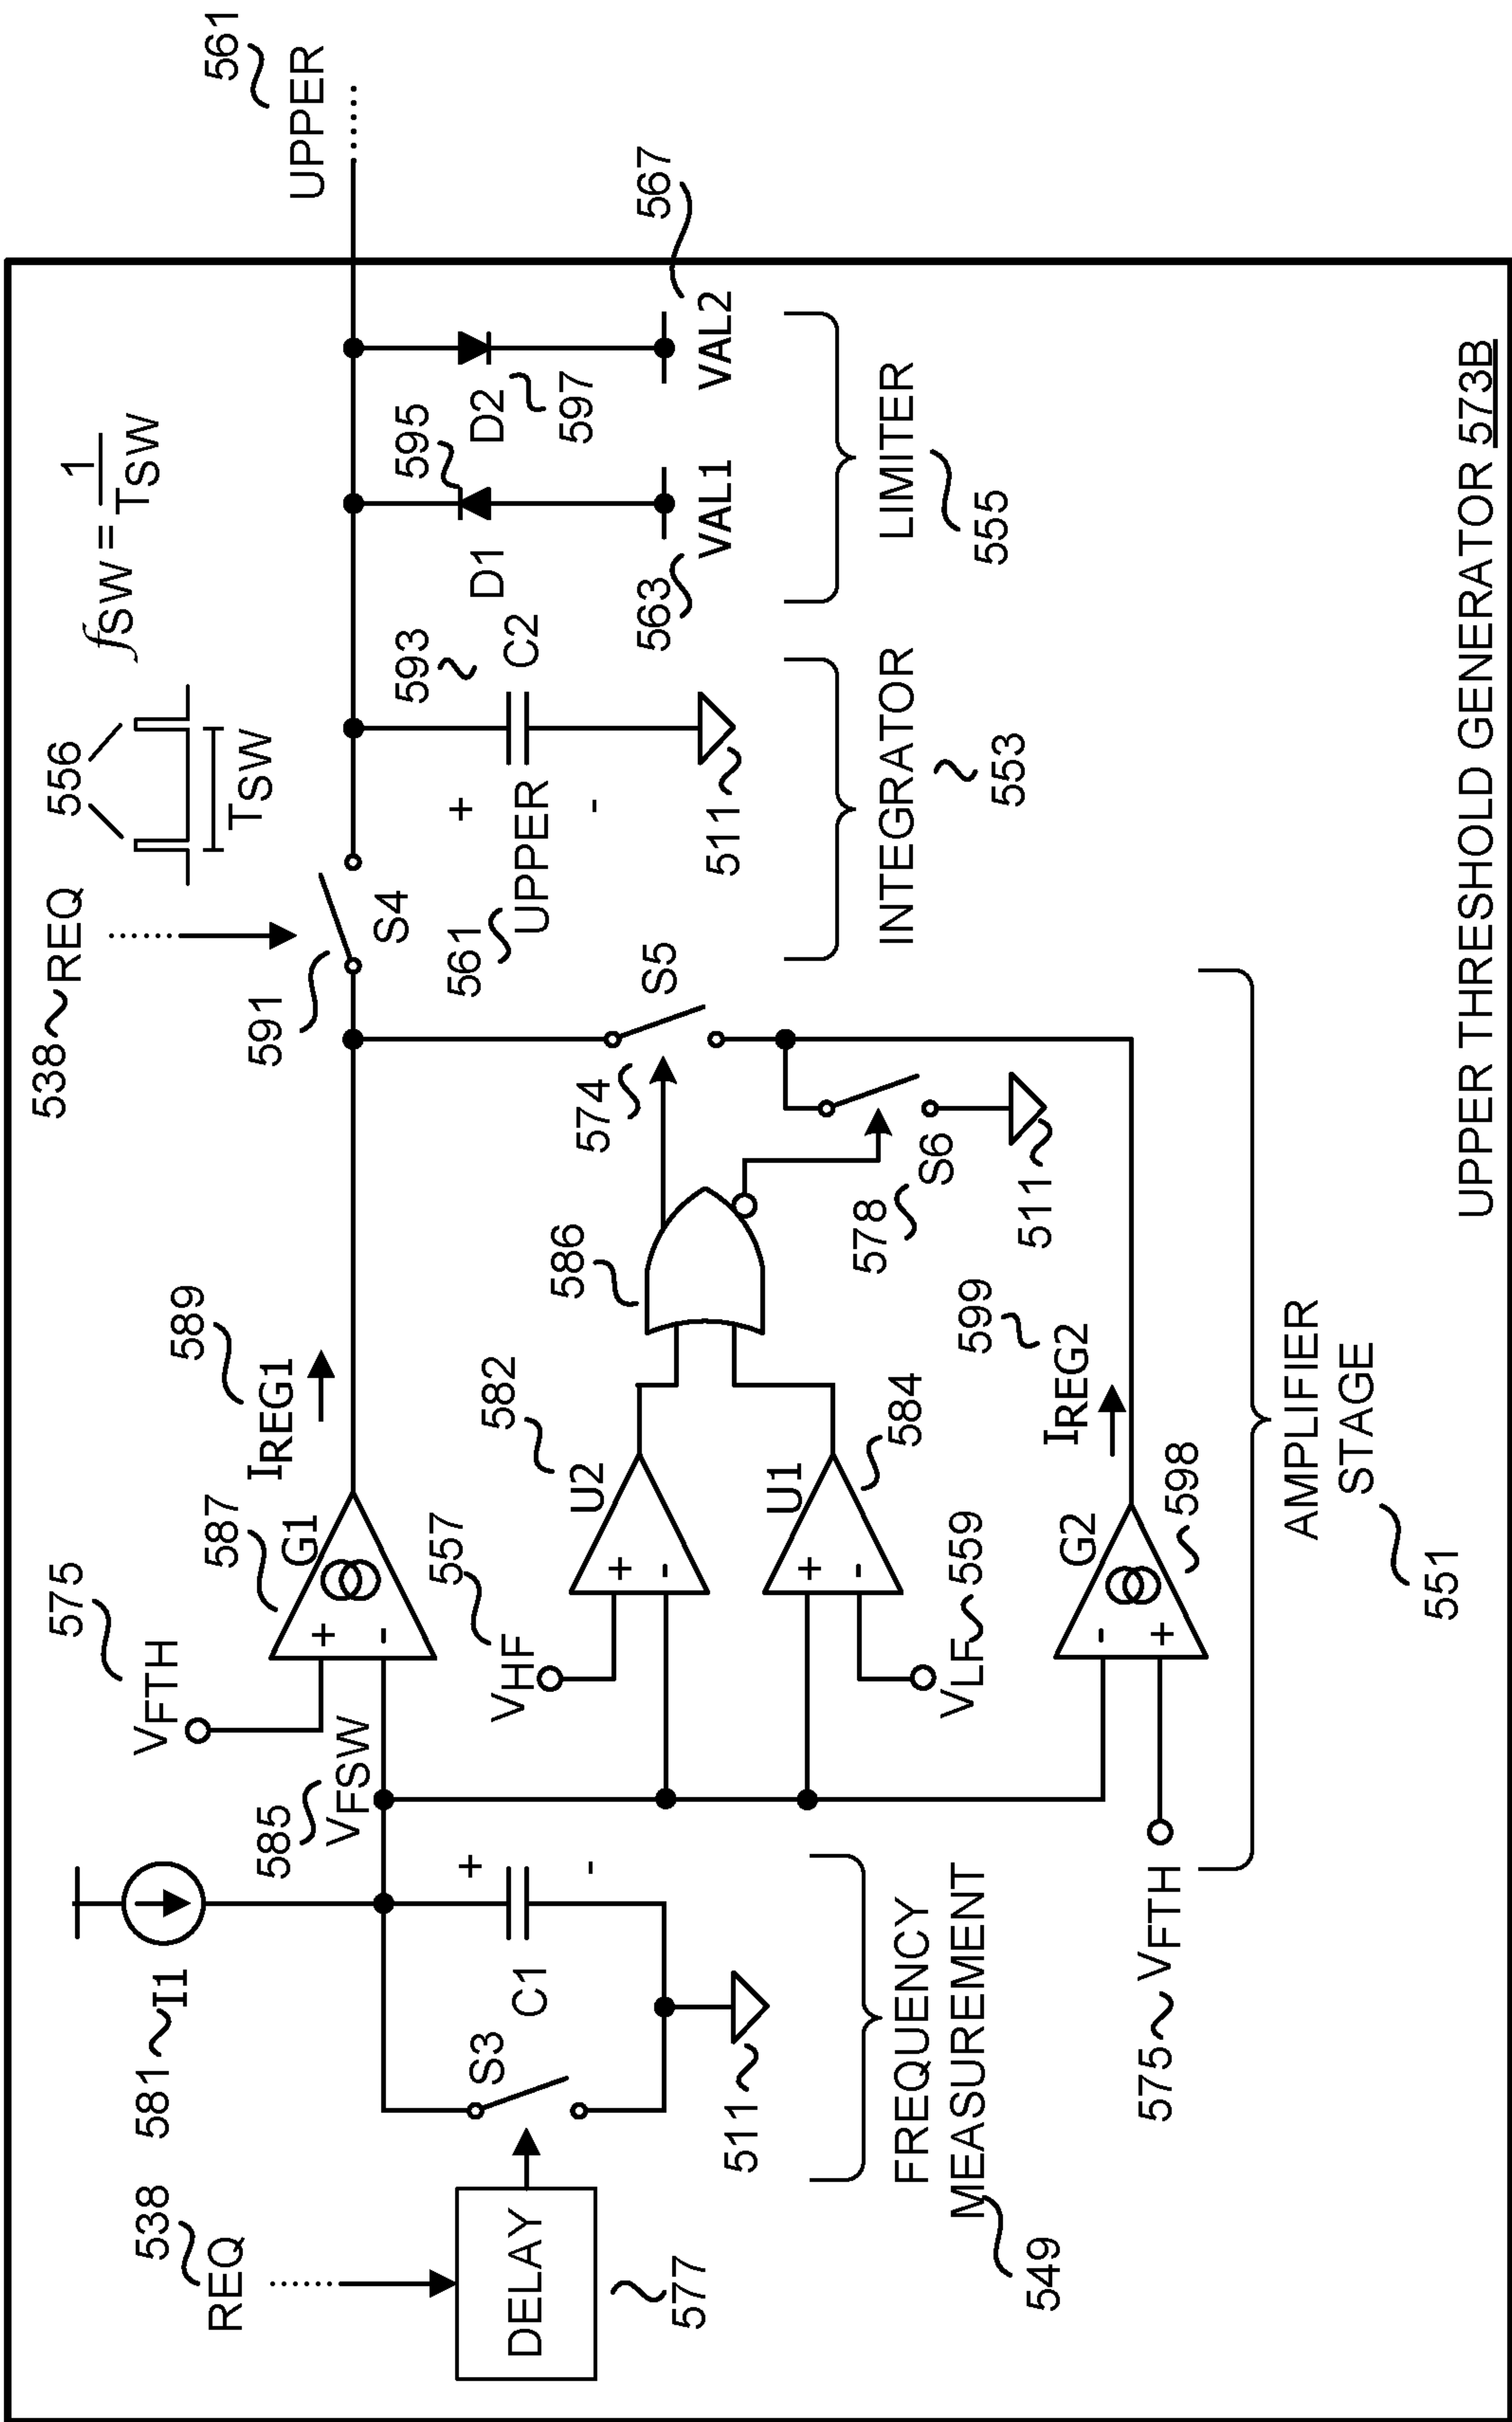 538
REQ
DELAY
577
581
I1
S3
C1
+
-
511
FREQUENCY
MEASUREMENT
549
575
VFTH
585
VFSW
587
G1
+
-
589
IREG1
557
VHF
582
U2
+
-
584
U1
+
-
VLF
559
575
VFTH
G2
-
+
598
599
IREG2
586
574
S5
578
S6
511
AMPLIFIER
STAGE
551
538
REQ
591
S4
556
TSW
fSW = 1
TSW
561
UPPER
+
-
593
C2
511
INTEGRATOR
553
D1
595
563
VAL1
D2
597
VAL2
567
LIMITER
555
UPPER
561
UPPER THRESHOLD GENERATOR 573B